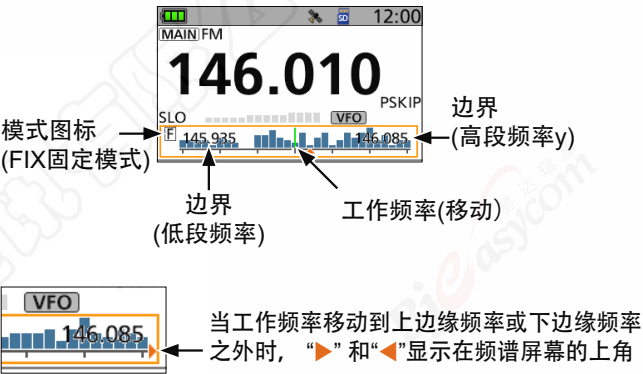 12:00
MAIN FM
146.010
PSKIP
SLO
VFO
F 145.935 146.085
模式图标
(FIX固定模式)
边界
(高段频率y)
边界
(低段频率)
工作频率(移动)
VFO
146.085
当工作频率移动到上边缘频率或下边缘频率
之外时, “▶” 和“◀”显示在频谱屏幕的上角